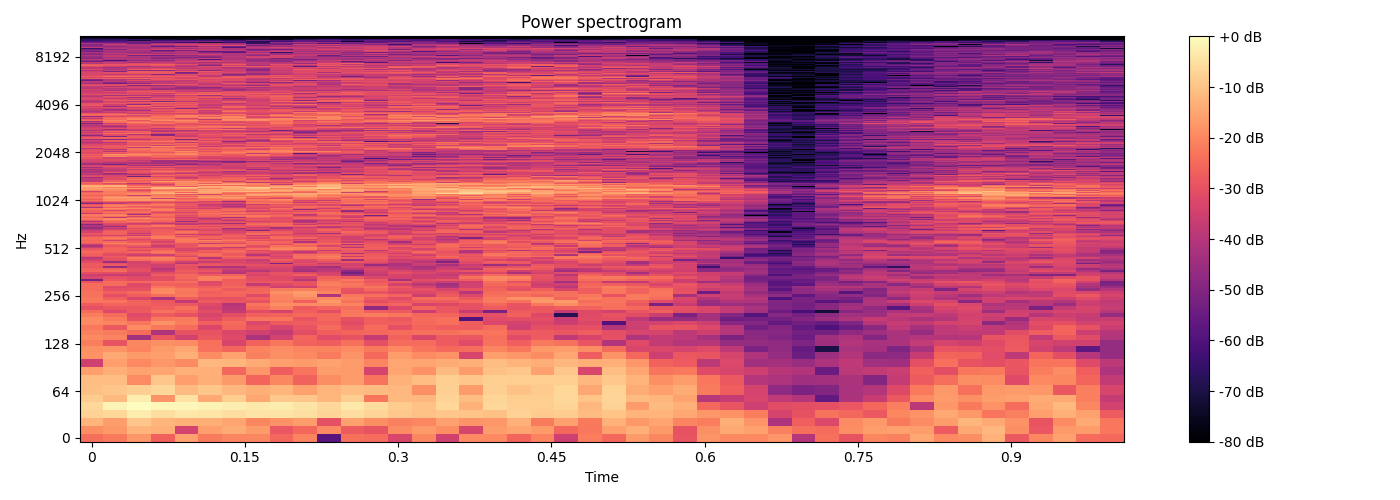 Power spectrogram
Hz
8192
4096
2048
1024
512
256
128
64
0
0 0.15 0.3 0.45 0.6 0.75 0.9
Time
+0 dB
-10 dB
-20 dB
-30 dB
-40 dB
-50 dB
-60 dB
-70 dB
-80 dB